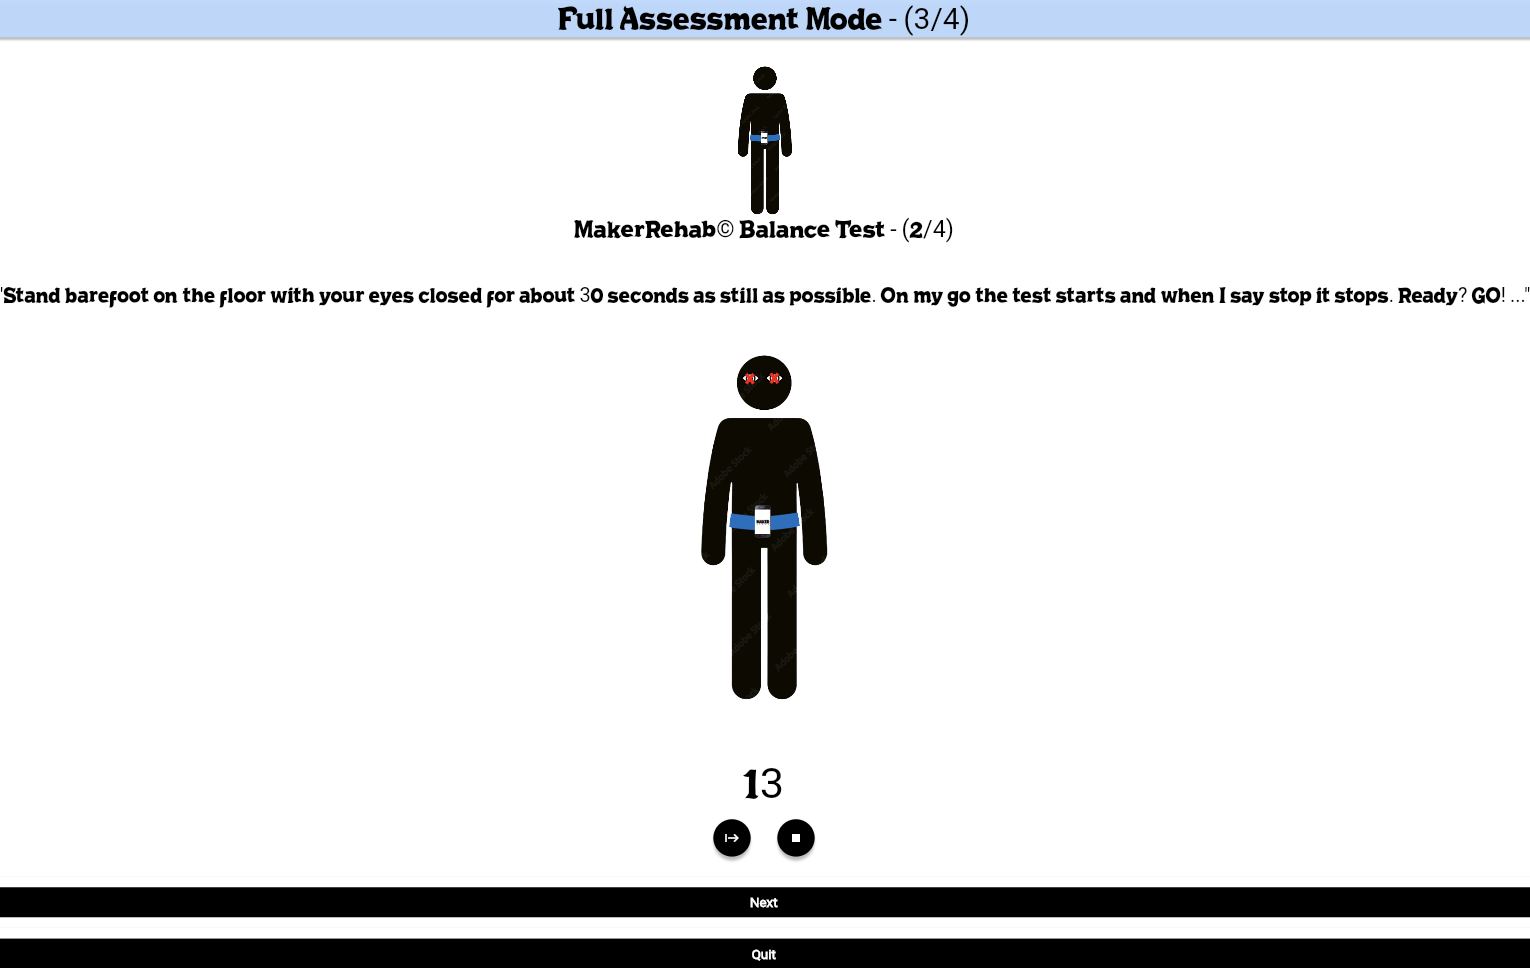 Full Assessment Mode - (3/4)
MakerRehab© Balance Test - (2/4)
"Stand barefoot on the floor with your eyes closed for about 30 seconds as still as possible. On my go the test starts and when I say stop it stops. Ready? GO! ..."
MAKER
13
Next
Quit